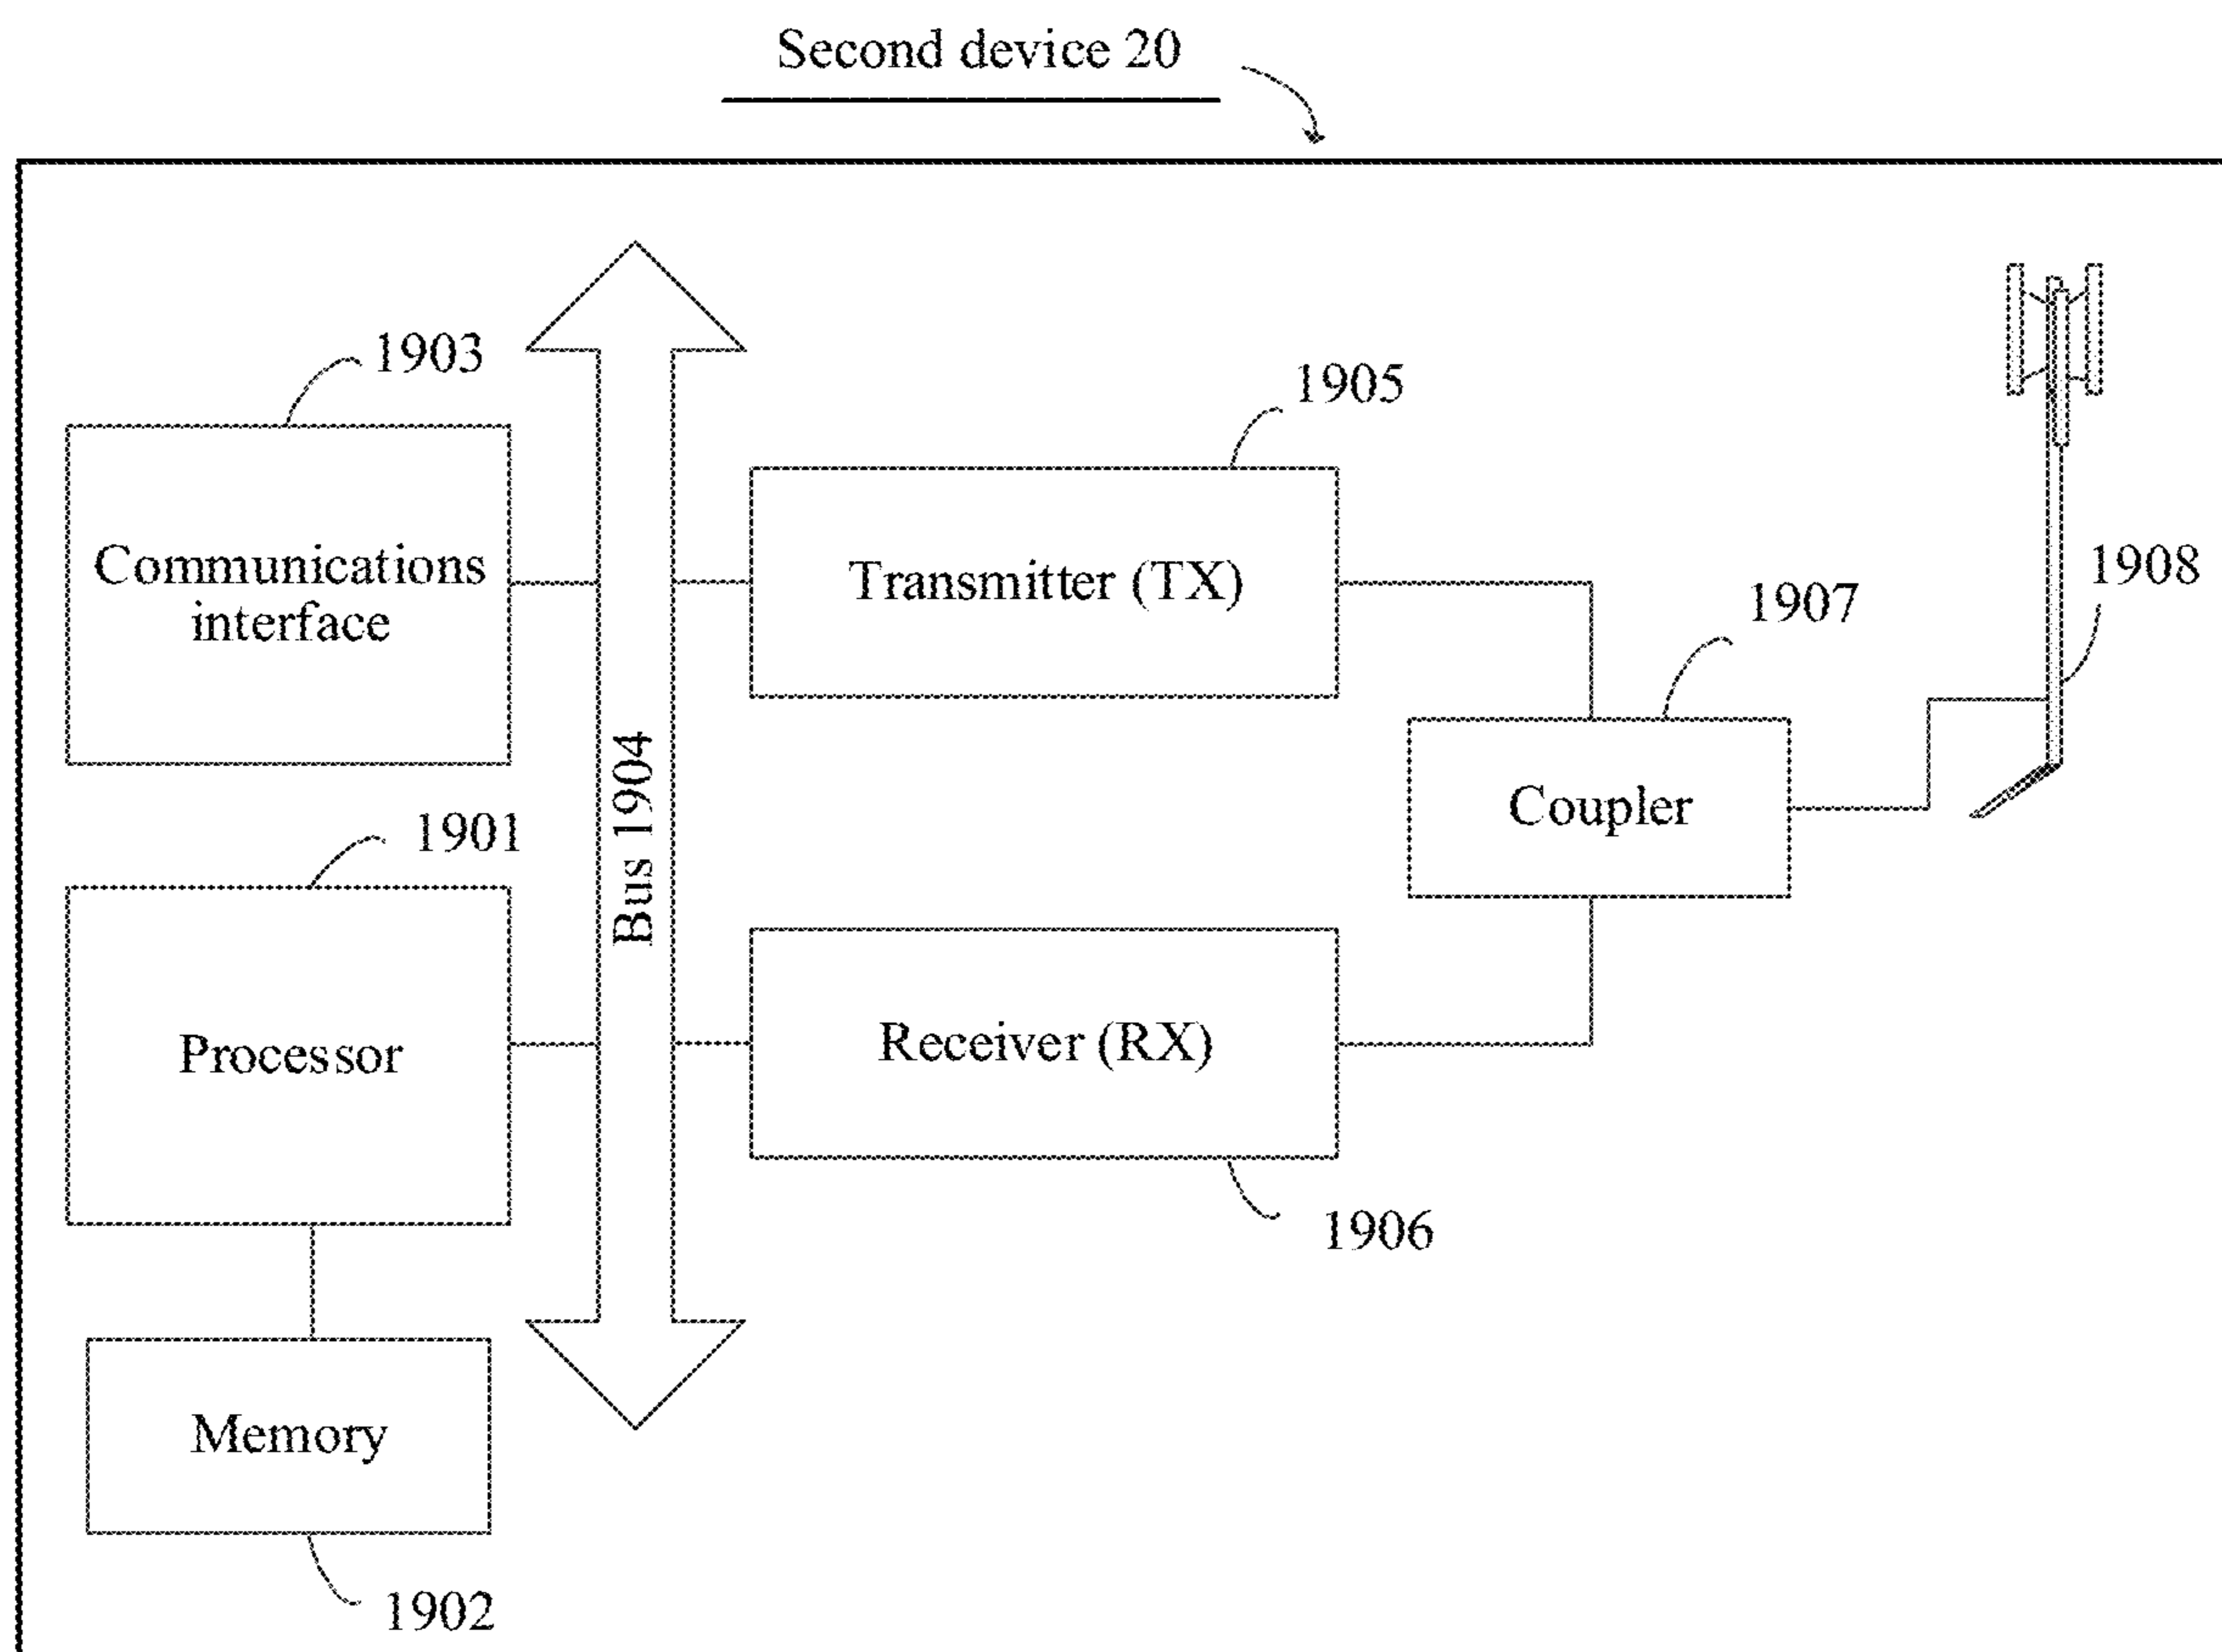 Second device 20
1903
1905
Communications
interface
Transmitter (TX)
1908
1907
Bus 1904
Coupler
1901
Processor
Receiver (RX)
1906
Memory
1902